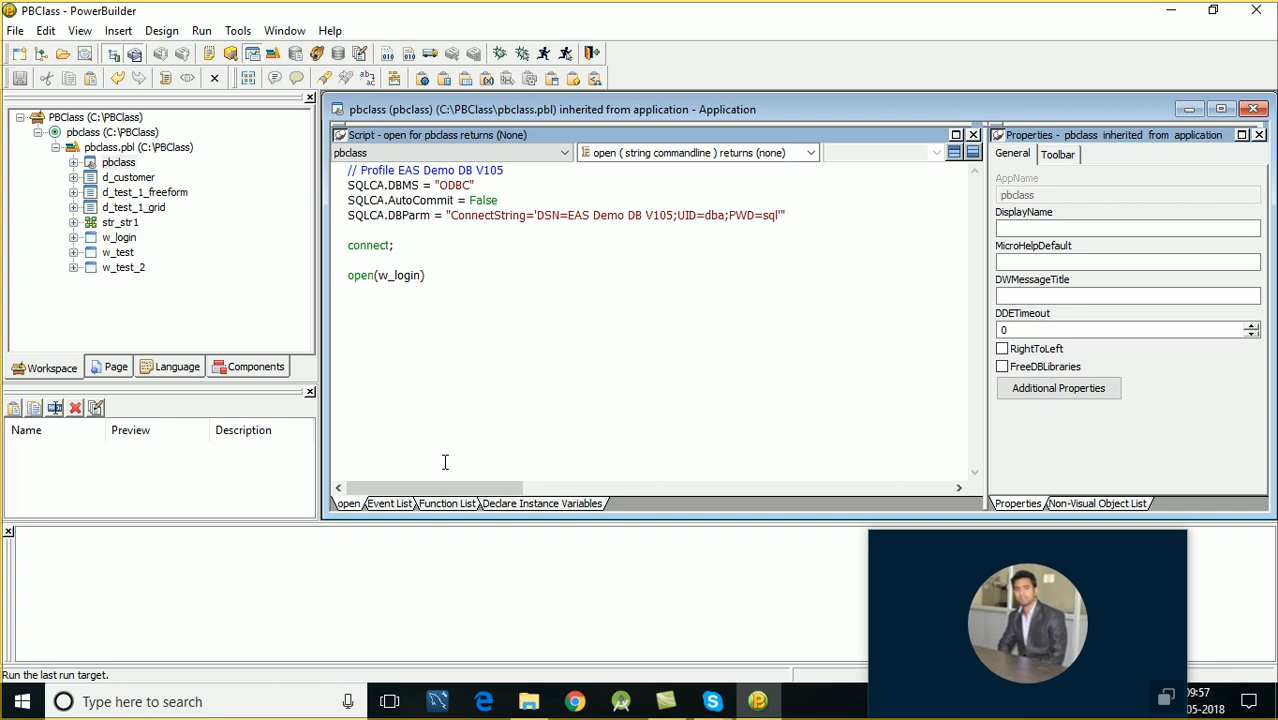 PBClass - PowerBuilder
File Edit View Insert Design Run Tools Window Help
PBClass (C:\PBClass)
pbclass (C:\PBClass)
pbclass.pbl (C:\PBClass)
pbclass
d_customer
d_test_1_freeform
d_test_1_grid
str_str1
w_login
w_test
w_test_2
Workspace Page Language Components
Name Preview Description
pbclass (pbclass) (C:\PBClass\pbclass.pbl) inherited from application - Application
Script - open for pbclass returns (None)
pbclass open ( string commandline ) returns (none)
// Profile EAS Demo DB V105
SQLCA.DBMS = "ODBC"
SQLCA.AutoCommit = False
SQLCA.DBParm = "ConnectString='DSN=EAS Demo DB V105;UID=dba;PWD=sql'"
connect;
open(w_login)
open Event List Function List Declare Instance Variables
Properties - pbclass inherited from application
General Toolbar
AppName
pbclass
DisplayName
MicroHelpDefault
DWMessageTitle
DDETimeout
0
RightToLeft
FreeDBLibraries
Additional Properties
Properties Non-Visual Object List
Run the last run target.
Type here to search
09:57
-05-2018